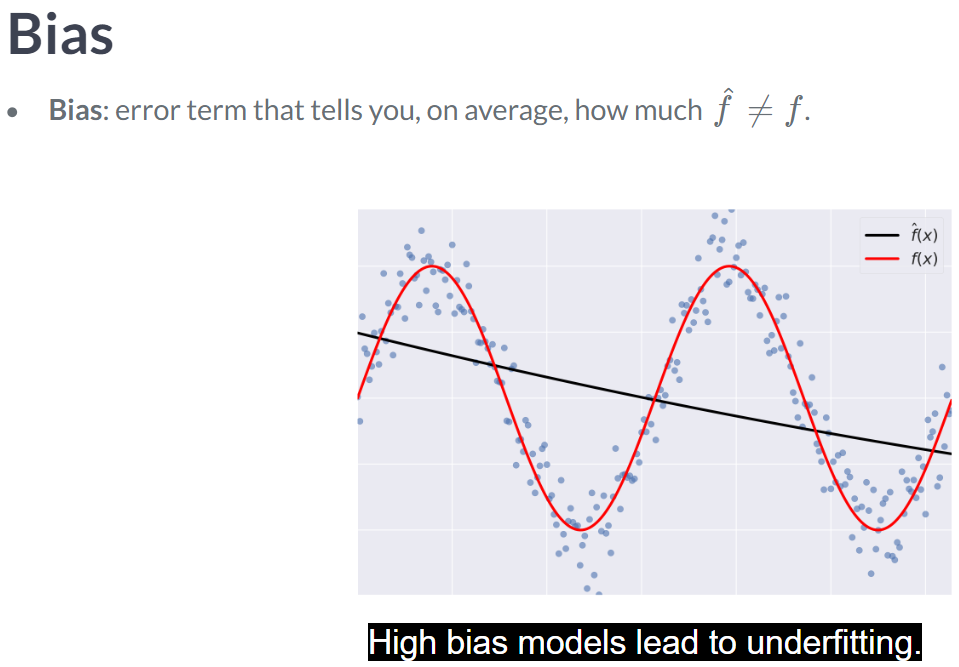 Bias
• Bias: error term that tells you, on average, how much f̂ ≠ f.
f̂(x)
f(x)
High bias models lead to underfitting.